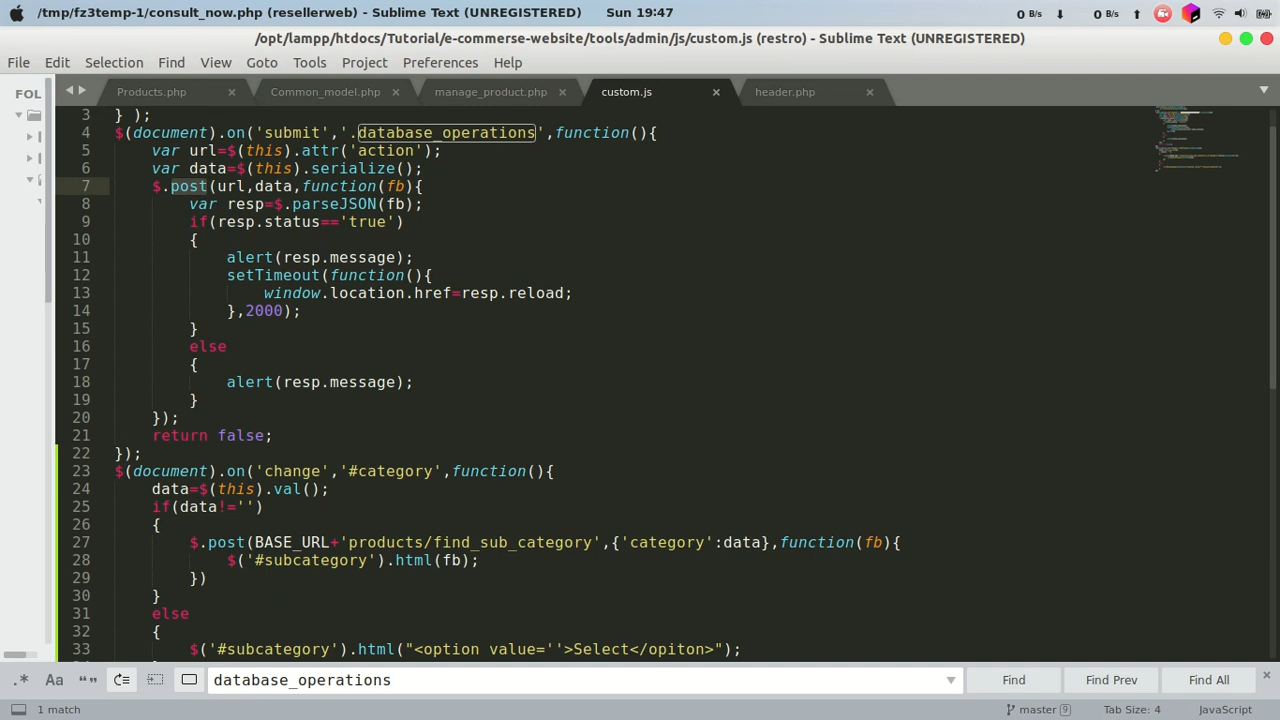 /tmp/fz3temp-1/consult_now.php (resellerweb) - Sublime Text (UNREGISTERED) Sun 19:47 0 B/s 0 B/s
/opt/lampp/htdocs/Tutorial/e-commerse-website/tools/admin/js/custom.js (restro) - Sublime Text (UNREGISTERED)
File Edit Selection Find View Goto Tools Project Preferences Help
FOL Products.php Common_model.php manage_product.php custom.js header.php
3 } );
4 $(document).on('submit','.database_operations',function(){
5 var url=$(this).attr('action');
6 var data=$(this).serialize();
7 $.post(url,data,function(fb){
8 var resp=$.parseJSON(fb);
9 if(resp.status=='true')
10 {
11 alert(resp.message);
12 setTimeout(function(){
13 window.location.href=resp.reload;
14 },2000);
15 }
16 else
17 {
18 alert(resp.message);
19 }
20 });
21 return false;
22 });
23 $(document).on('change','#category',function(){
24 data=$(this).val();
25 if(data!='')
26 {
27 $.post(BASE_URL+'products/find_sub_category',{'category':data},function(fb){
28 $('#subcategory').html(fb);
29 })
30 }
31 else
32 {
33 $('#subcategory').html("<option value=''>Select</opiton>");
.* Aa “” database_operations Find Find Prev Find All
1 match master 9 Tab Size: 4 JavaScript